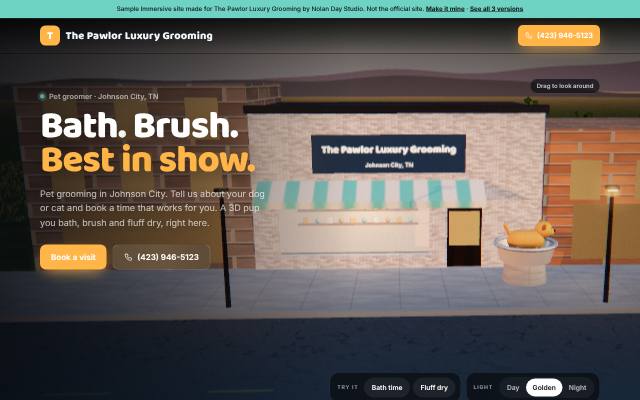 Sample Immersive site made for The Pawlor Luxury Grooming by Nolan Day Studio. Not the official site. Make it mine · See all 3 versions
T The Pawlor Luxury Grooming
(423) 946-5123
Drag to look around
Pet groomer · Johnson City, TN
Bath. Brush.
Best in show.
The Pawlor Luxury Grooming
Johnson City, TN
Pet grooming in Johnson City. Tell us about your dog
or cat and book a time that works for you. A 3D pup
you bath, brush and fluff dry, right here.
Book a visit
(423) 946-5123
TRY IT Bath time Fluff dry
LIGHT Day Golden Night